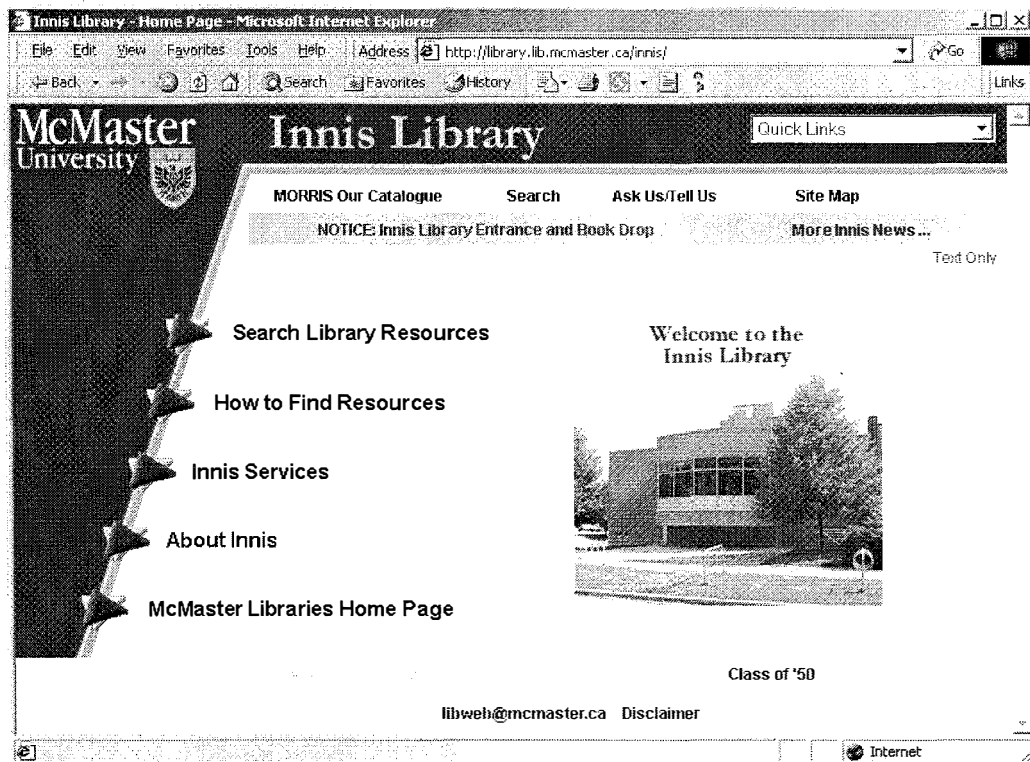 Innis Library - Home Page - Microsoft Internet Explorer
File Edit View Favorites Tools Help Address http://library.lib.mcmaster.ca/innis/ Go
Back Search Favorites History Links
McMaster
University
Innis Library
Quick Links
MORRIS Our Catalogue Search Ask Us/Tell Us Site Map
NOTICE: Innis Library Entrance and Book Drop More Innis News ...
Text Only
Search Library Resources
Welcome to the
Innis Library
How to Find Resources
Innis Services
About Innis
McMaster Libraries Home Page
Class of '50
libweb@mcmaster.ca Disclaimer
Internet